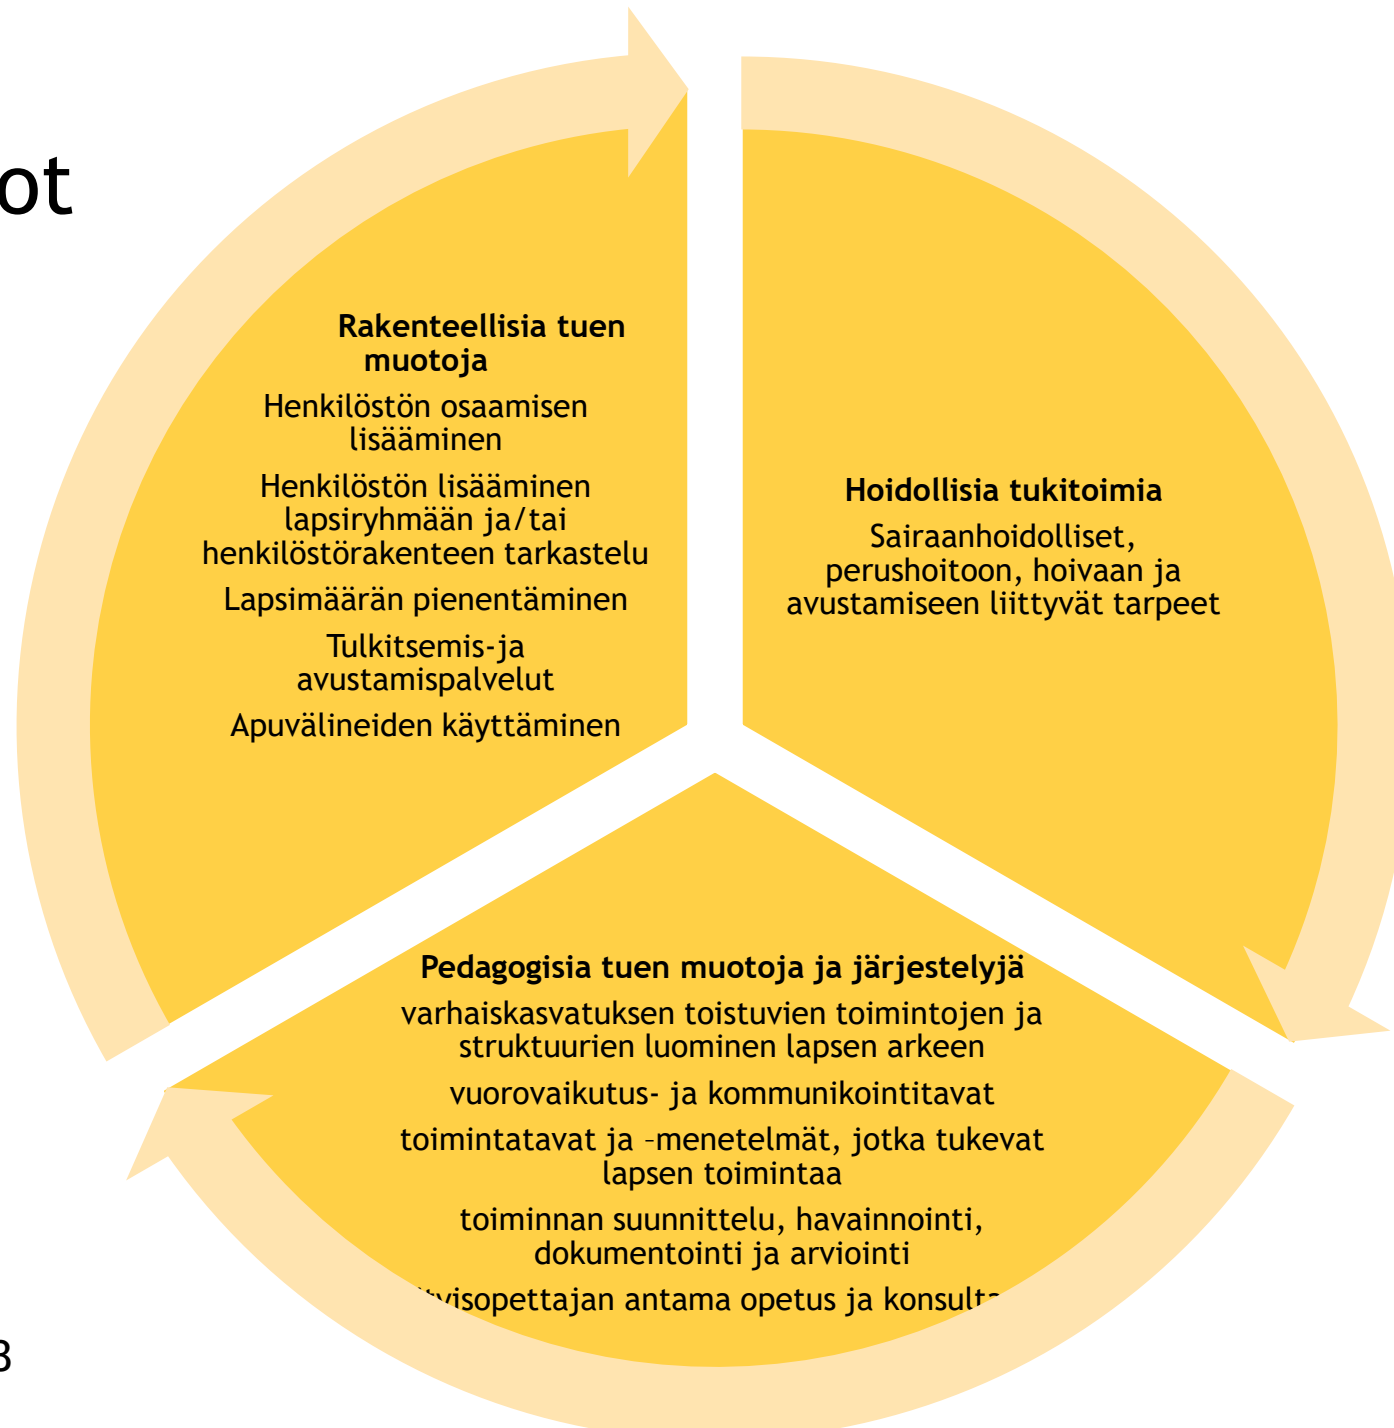 ot
Rakenteellisia tuen
muotoja
Henkilöstön osaamisen
lisääminen
Henkilöstön lisääminen
lapsiryhmään ja/tai
henkilöstörakenteen tarkastelu
Lapsimäärän pienentäminen
Tulkitsemis-ja
avustamispalvelut
Apuvälineiden käyttäminen
Hoidollisia tukitoimia
Sairaanhoidolliset,
perushoitoon, hoivaan ja
avustamiseen liittyvät tarpeet
Pedagogisia tuen muotoja ja järjestelyjä
varhaiskasvatuksen toistuvien toimintojen ja
struktuurien luominen lapsen arkeen
vuorovaikutus- ja kommunikointitavat
toimintatavat ja –menetelmät, jotka tukevat
lapsen toimintaa
toiminnan suunnittelu, havainnointi,
dokumentointi ja arviointi
antama opetus ja
3